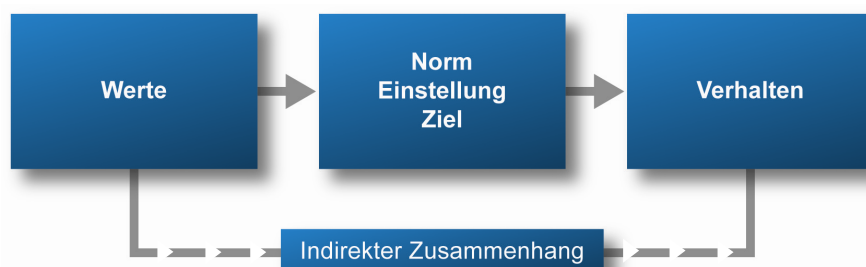 Werte
Norm
Einstellung
Ziel
Verhalten
Indirekter Zusammenhang